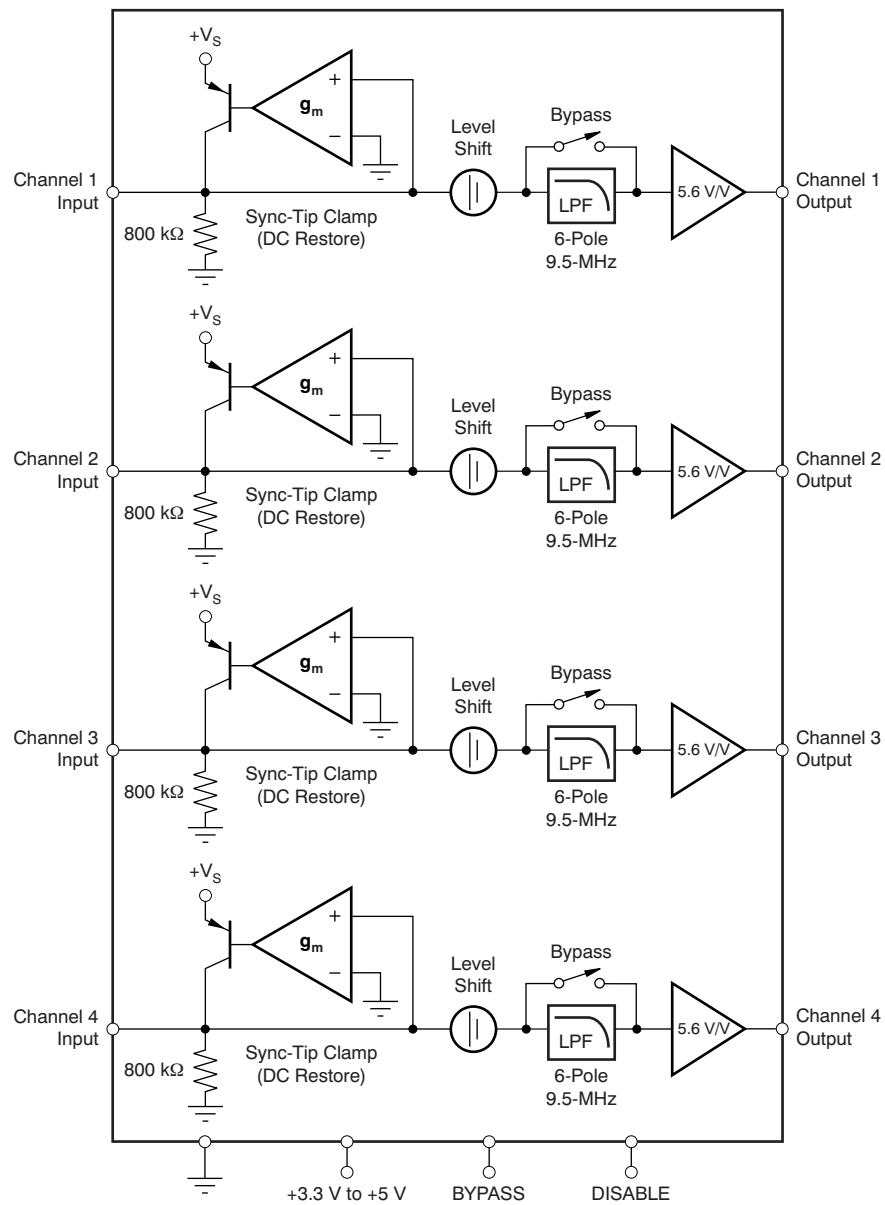 +VS
+
gm
−
Bypass
Level
Shift
Channel 1
Input
5.6 V/V
Channel 1
Output
LPF
800 kΩ
Sync-Tip Clamp
(DC Restore)
6-Pole
9.5-MHz
+VS
+
gm
−
Bypass
Level
Shift
Channel 2
Input
5.6 V/V
Channel 2
Output
LPF
800 kΩ
Sync-Tip Clamp
(DC Restore)
6-Pole
9.5-MHz
+VS
+
gm
−
Bypass
Level
Shift
Channel 3
Input
5.6 V/V
Channel 3
Output
LPF
800 kΩ
Sync-Tip Clamp
(DC Restore)
6-Pole
9.5-MHz
+VS
+
gm
−
Bypass
Level
Shift
Channel 4
Input
5.6 V/V
Channel 4
Output
LPF
800 kΩ
Sync-Tip Clamp
(DC Restore)
6-Pole
9.5-MHz
+3.3 V to +5 V
BYPASS
DISABLE